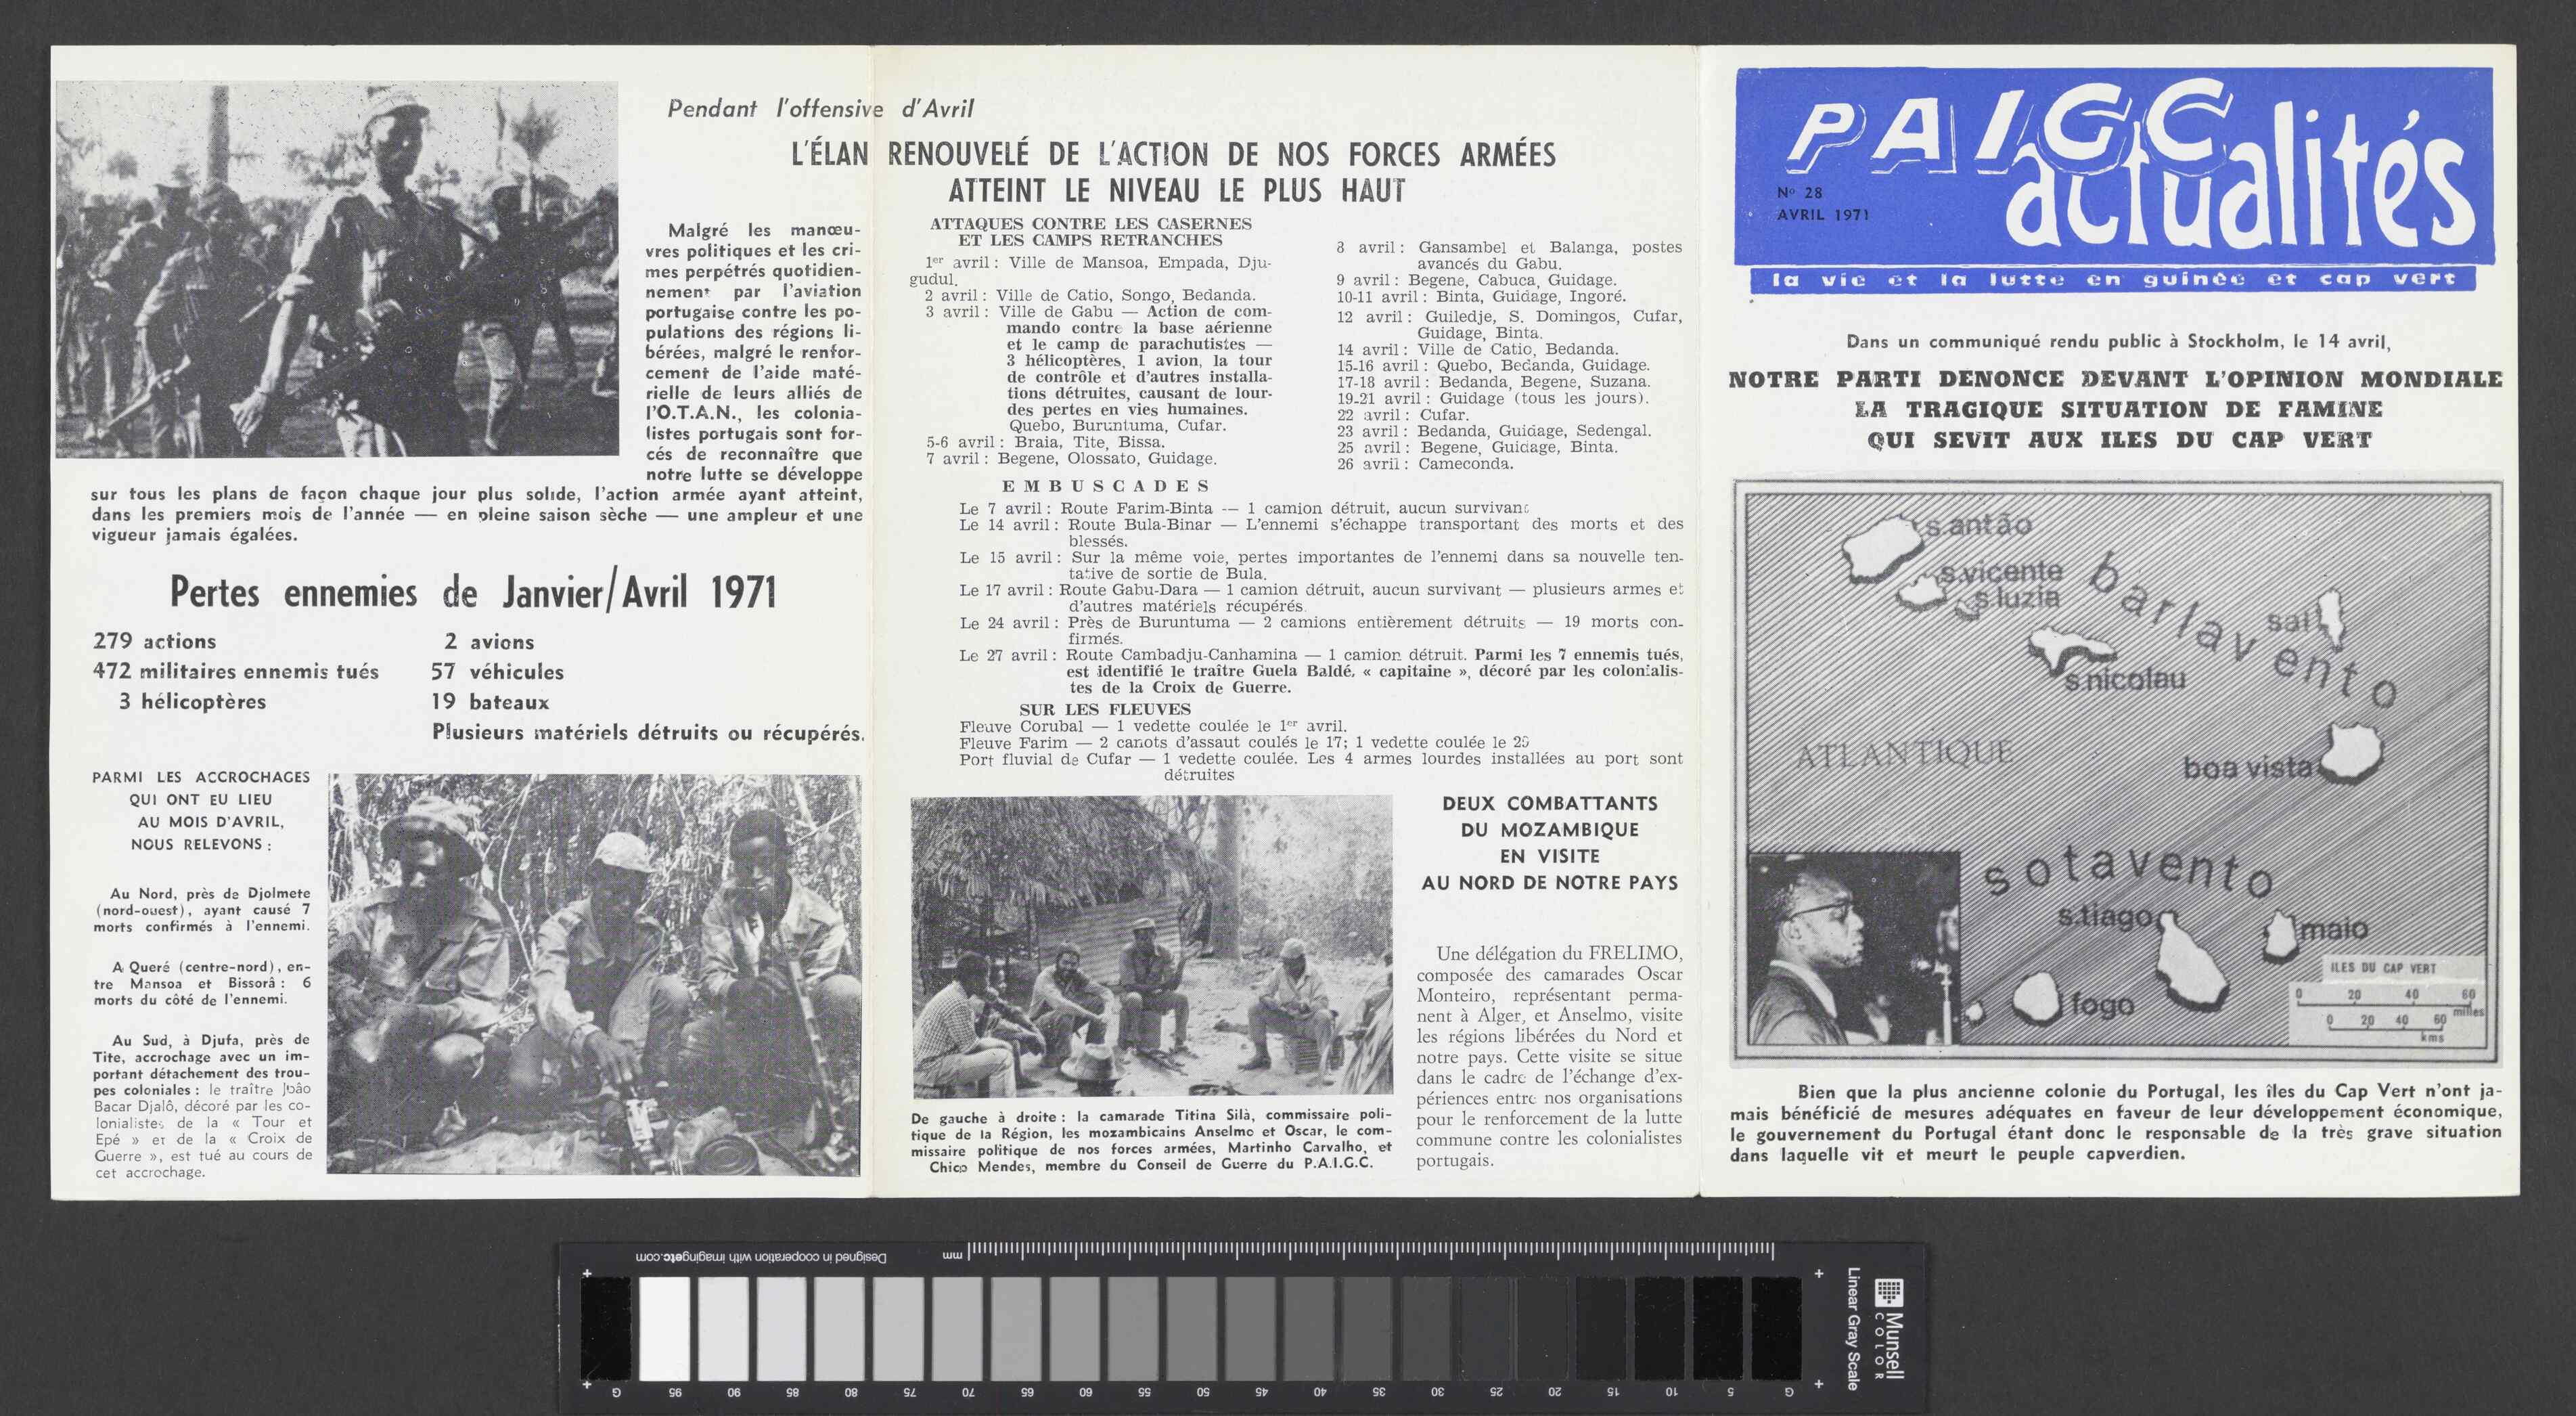 Pendant l'offensive d'Avril
L'ÉLAN RENOUVELÉ DE L'ACTION DE NOS FORCES ARMÉES
ATTEINT LE NIVEAU LE PLUS HAUT
Malgré les manœu-
vres politiques et les cri-
mes perpétrés quotidien-
nement par l'aviation
portugaise contre les po-
pulations des régions li-
bérées, malgré le renfor-
cement de l'aide maté-
rielle de leurs alliés de
l'O.T.A.N., les colonia-
listes portugais sont for-
cés de reconnaître que
notre lutte se développe
sur tous les plans de façon chaque jour plus solide, l'action armée ayant atteint,
dans les premiers mois de l'année — en pleine saison sèche — une ampleur et une
vigueur jamais égalées.
Pertes ennemies de Janvier/Avril 1971
279 actions
472 militaires ennemis tués
3 hélicoptères
2 avions
57 véhicules
19 bateaux
Plusieurs matériels détruits ou récupérés.
PARMI LES ACCROCHAGES
QUI ONT EU LIEU
AU MOIS D'AVRIL,
NOUS RELEVONS :
Au Nord, près de Djolmete
(nord-ouest), ayant causé 7
morts confirmés à l'ennemi.
A Queré (centre-nord), en-
tre Mansoa et Bissorâ : 6
morts du côté de l'ennemi.
Au Sud, à Djufa, près de
Tite, accrochage avec un im-
portant détachement des trou-
pes coloniales : le traître Joâo
Bacar Djalô, décoré par les co-
lonialistes de la « Tour et
Epé » et de la « Croix de
Guerre », est tué au cours de
cet accrochage.
ATTAQUES CONTRE LES CASERNES
ET LES CAMPS RETRANCHES
1er avril : Ville de Mansoa, Empada, Dju-
gudul.
2 avril : Ville de Catio, Songo, Bedanda.
3 avril : Ville de Gabu — Action de com-
mando contre la base aérienne
et le camp de parachutistes —
3 hélicoptères, 1 avion, la tour
de contrôle et d'autres installa-
tions détruites, causant de lour-
des pertes en vies humaines.
Quebo, Buruntuma, Cufar.
5-6 avril : Braia, Tite, Bissa.
7 avril : Begene, Olossato, Guidage.
8 avril : Gansambel et Balanga, postes
avancés du Gabu.
9 avril : Begene, Cabuca, Guidage.
10-11 avril : Binta, Guidage, Ingoré.
12 avril : Guiledje, S. Domingos, Cufar,
Guidage, Binta.
14 avril : Ville de Catio, Bedanda.
15-16 avril : Quebo, Bedanda, Guidage.
17-18 avril : Bedanda, Begene, Suzana.
19-21 avril : Guidage (tous les jours).
22 avril : Cufar.
23 avril : Bedanda, Guidage, Sedengal.
25 avril : Begene, Guidage, Binta.
26 avril : Cameconda.
EMBUSCADES
Le 7 avril : Route Farim-Binta -- 1 camion détruit, aucun survivant
Le 14 avril : Route Bula-Binar — L'ennemi s'échappe transportant des morts et des
blessés.
Le 15 avril : Sur la même voie, pertes importantes de l'ennemi dans sa nouvelle ten-
tative de sortie de Bula.
Le 17 avril : Route Gabu-Dara — 1 camion détruit, aucun survivant — plusieurs armes et
d'autres matériels récupérés.
Le 24 avril : Près de Buruntuma — 2 camions entièrement détruits — 19 morts con-
firmés.
Le 27 avril : Route Cambadju-Canhamina — 1 camion détruit. Parmi les 7 ennemis tués,
est identifié le traître Guela Baldé, « capitaine », décoré par les colonialis-
tes de la Croix de Guerre.
SUR LES FLEUVES
Fleuve Corubal — 1 vedette coulée le 1er avril.
Fleuve Farim — 2 canots d'assaut coulés le 17; 1 vedette coulée le
Port fluvial de Cufar — 1 vedette coulée. Les 4 armes lourdes installées au port sont
détruites
De gauche à droite : la camarade Titina Silà, commissaire poli-
tique de la Région, les mozambicains Anselmo et Oscar, le com-
missaire politique de nos forces armées, Martinho Carvalho, et
Chico Mendes, membre du Conseil de Guerre du P.A.I.G.C.
DEUX COMBATTANTS
DU MOZAMBIQUE
EN VISITE
AU NORD DE NOTRE PAYS
Une délégation du FRELIMO,
composée des camarades Oscar
Monteiro, représentant perma-
nent à Alger, et Anselmo, visite
les régions libérées du Nord et
notre pays. Cette visite se situe
dans le cadre de l'échange d'ex-
périences entre nos organisations
pour le renforcement de la lutte
commune contre les colonialistes
portugais.
PAIGC
actualités
No 28
AVRIL 1971
la vie et la lutte en guinée et cap vert
Dans un communiqué rendu public à Stockholm, le 14 avril,
NOTRE PARTI DENONCE DEVANT L'OPINION MONDIALE
LA TRAGIQUE SITUATION DE FAMINE
QUI SEVIT AUX ILES DU CAP VERT
s.antão
s.vicente
s.luzia
barlavento
sal
s.nicolau
ATLANTIQUE
boa vista
sotavento
s.tiago
maio
fogo
ILES DU CAP VERT
0 20 40 60
milles
0 20 40 60
kms
Bien que la plus ancienne colonie du Portugal, les îles du Cap Vert n'ont ja-
mais bénéficié de mesures adéquates en faveur de leur développement économique,
le gouvernement du Portugal étant donc le responsable de la très grave situation
dans laquelle vit et meurt le peuple capverdien.
Designed in cooperation with imagingetc.com
mm
G 95 90 85 80 75 70 65 60 55 50 45 40 35 30 25 20 15 10 5 G
Linear Gray Scale
Munsell
COLOR